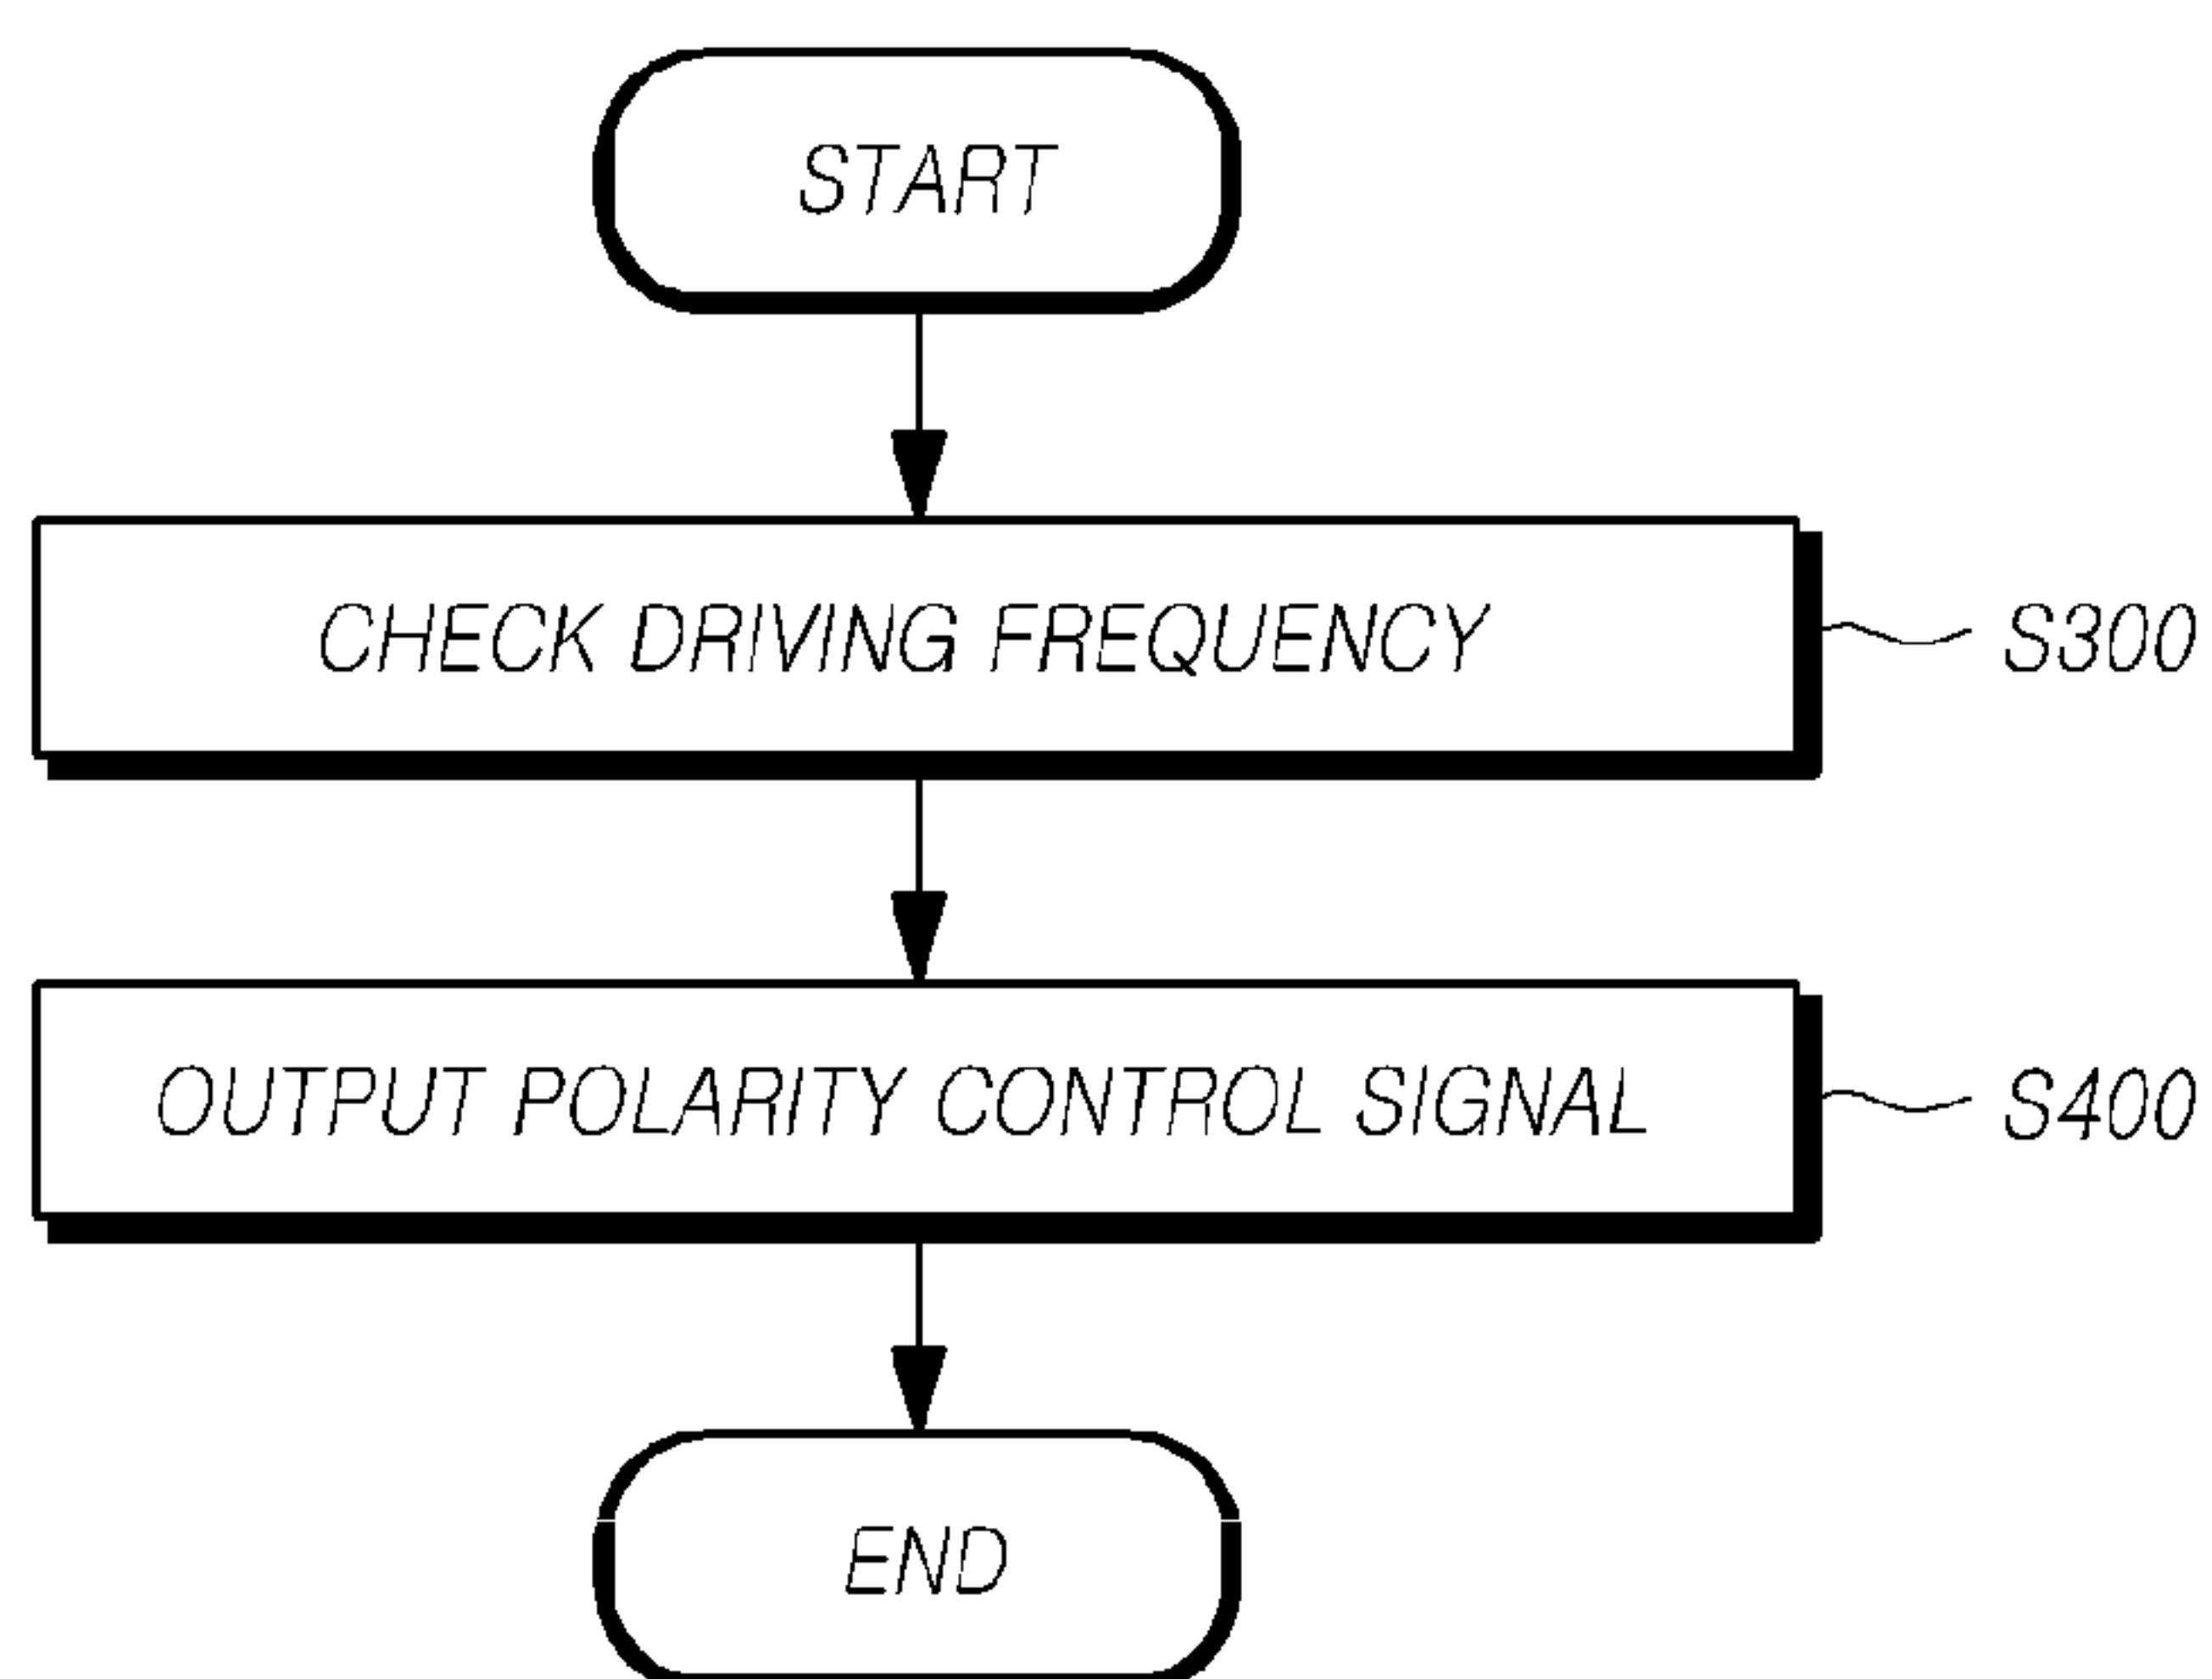 START
CHECK DRIVING FREQUENCY
S300
OUTPUT POLARITY CONTROL SIGNAL
S400
END